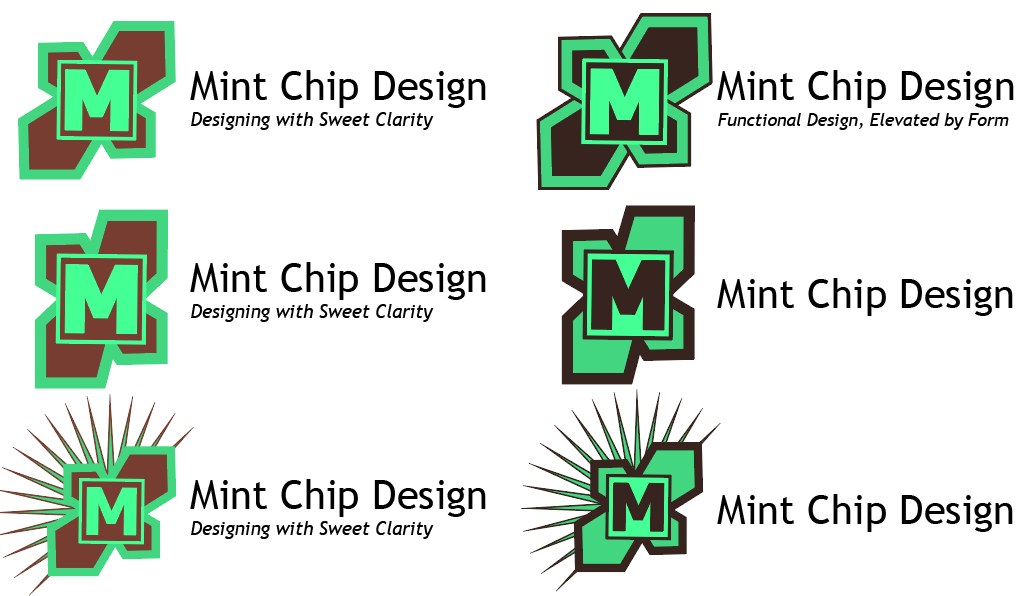 M
Mint Chip Design
Designing with Sweet Clarity
M
Mint Chip Design
Functional Design, Elevated by Form
M
Mint Chip Design
Designing with Sweet Clarity
M
Mint Chip Design
M
Mint Chip Design
Designing with Sweet Clarity
M
Mint Chip Design